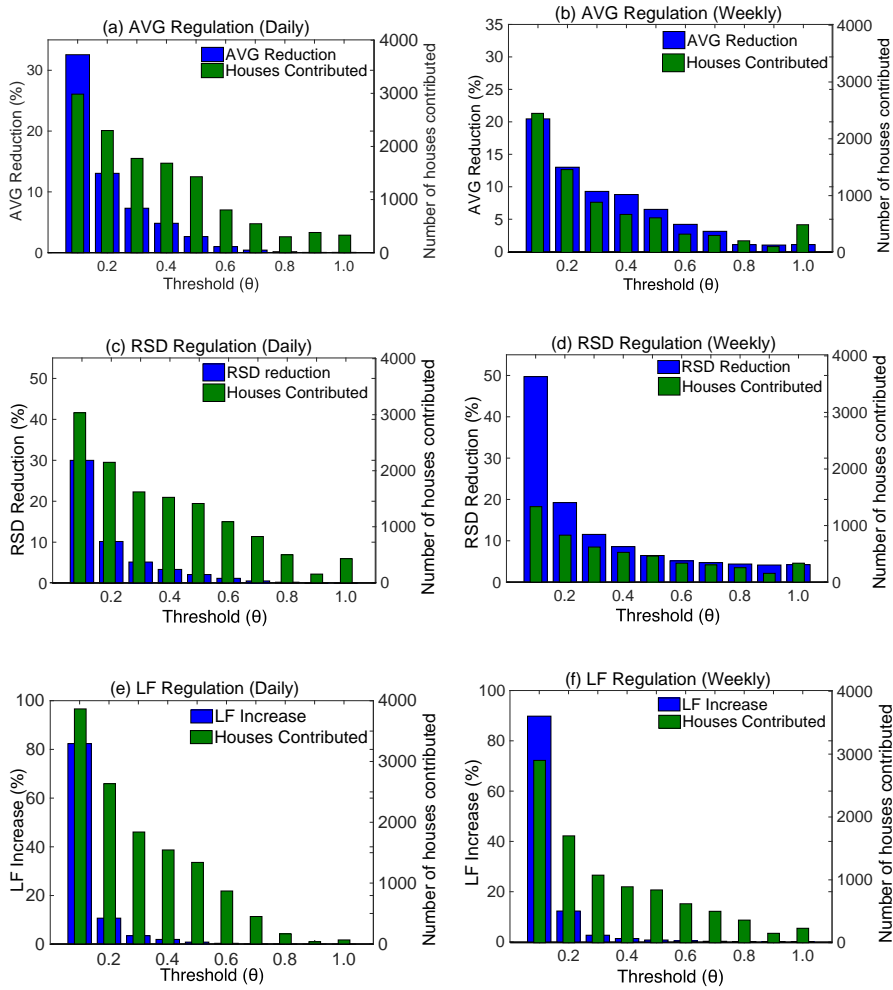 (a) AVG Regulation (Daily)
AVG Reduction
Houses Contributed
AVG Reduction (%)
30
20
10
0
4000
3000
2000
1000
0
Number of houses contributed
0.2 0.4 0.6 0.8 1.0
Threshold (θ)
(b) AVG Regulation (Weekly)
AVG Reduction
Houses Contributed
AVG Reduction (%)
35
30
25
20
15
10
5
0
4000
3000
2000
1000
0
Number of houses contributed
0.2 0.4 0.6 0.8 1.0
Threshold (θ)
(c) RSD Regulation (Daily)
RSD reduction
Houses Contributed
RSD Reduction (%)
50
40
30
20
10
0
4000
3000
2000
1000
0
Number of houses contributed
0.2 0.4 0.6 0.8 1.0
Threshold (θ)
(d) RSD Regulation (Weekly)
RSD Reduction
Houses Contributed
RSD Reduction (%)
50
40
30
20
10
0
4000
3000
2000
1000
0
Number of houses contributed
0.2 0.4 0.6 0.8 1.0
Threshold (θ)
(e) LF Regulation (Daily)
LF Increase
Houses Contributed
LF Increase (%)
100
80
60
40
20
0
4000
3000
2000
1000
0
Number of houses contributed
0.2 0.4 0.6 0.8 1.0
Threshold (θ)
(f) LF Regulation (Weekly)
LF Increase
Houses Contributed
LF Increase (%)
100
80
60
40
20
0
4000
3000
2000
1000
0
Number of houses contributed
0.2 0.4 0.6 0.8 1.0
Threshold (θ)